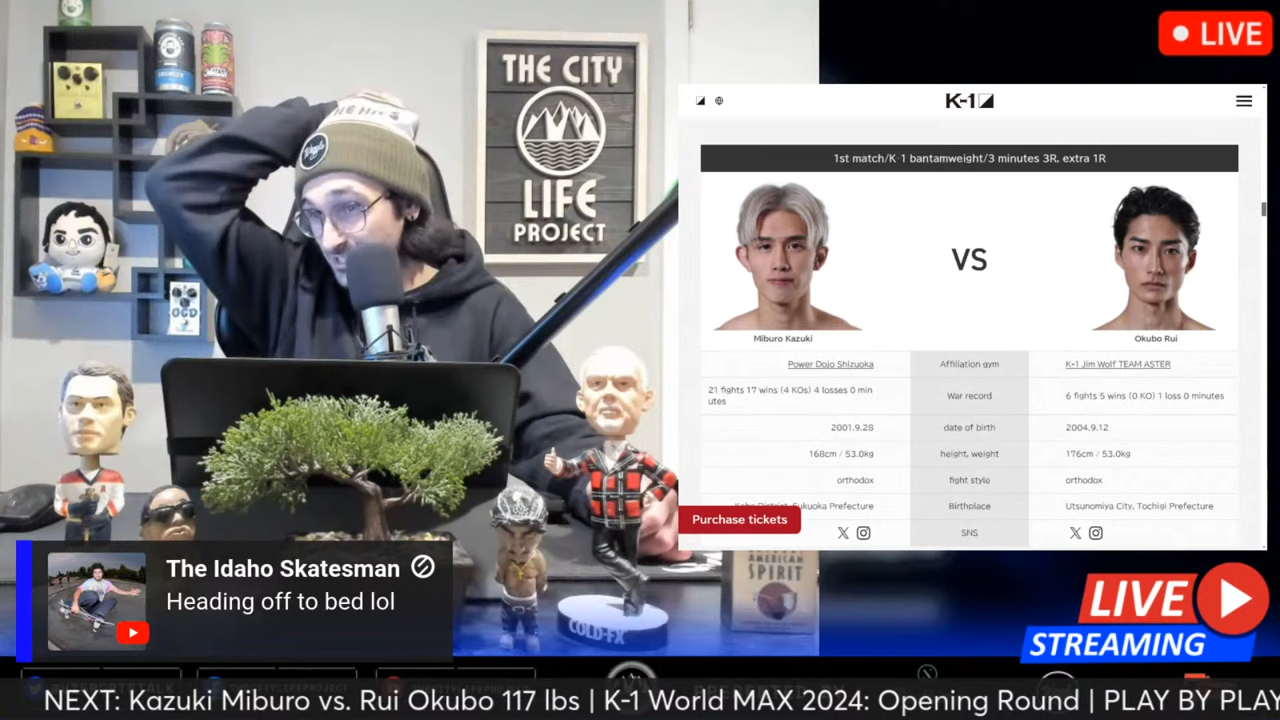 THE CITY
LIFE
PROJECT
LIVE
K-1
1st match/K-1 bantamweight/3 minutes 3R, extra 1R
VS
Miburo Kazuki
Okubo Rui
Power Dojo Shizuoka
Affiliation gym
K-1 Jim Wolf TEAM ASTER
21 fights 17 wins (4 KOs) 4 losses 0 min
utes
War record
6 fights 5 wins (0 KO) 1 loss 0 minutes
2001.9.28
date of birth
2004.9.12
168cm / 53.0kg
height, weight
176cm / 53.0kg
orthodox
fight style
orthodox
Fukuoka Prefecture
Birthplace
Utsunomiya City, Tochigi Prefecture
Purchase tickets
SNS
OCD
AMERICAN
SPIRIT
COLD-FX
The Idaho Skatesman
Heading off to bed lol
LIVE
STREAMING
NEXT: Kazuki Miburo vs. Rui Okubo 117 lbs | K-1 World MAX 2024: Opening Round | PLAY BY PLAY